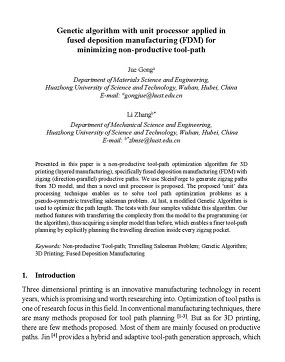 Genetic algorithm with unit processor applied in
fused deposition manufacturing (FDM) for
minimizing non-productive tool-path
Jue Gongª
Department of Materials Science and Engineering,
Huazhong University of Science and Technology, Wuhan, Hubei, China
E-mail: ªgongjue@hust.edu.cn
Li Zhangᵇ*
Department of Mechanical Science and Engineering,
Huazhong University of Science and Technology, Wuhan, Hubei, China
E-mail: ᵇ*zhnie@hust.edu.cn
Presented in this paper is a non-productive tool-path optimization algorithm for 3D
printing (layered manufacturing), specifically fused deposition manufacturing (FDM) with
zigzag (direction-parallel) productive paths. We use Skeinforge to generate zigzag paths
from 3D model, and then a novel unit processor is proposed. The proposed 'unit' data
processing technique enables us to solve tool path optimization problems as a
pseudo-symmetric travelling salesman problem. At last, a modified Genetic Algorithm is
used to optimize the path length. The tests with four samples validate this algorithm. Our
method features with transferring the complexity from the model to the programming (or
the algorithm), thus acquiring a simpler model than before, which enables a finer tool-path
planning by explicitly planning the travelling direction inside the zigzag pocket.
Keywords: Non-productive Tool-path; Travelling Salesman Problem; Genetic Algorithm;
3D Printing; Fused Deposition Manufacturing
1. Introduction
Three dimensional printing is an innovative manufacturing technology in recent
years, which is promising and worth researching into. Optimization of tool paths is
one of research focus in this field. In conventional manufacturing techniques, there
are many methods proposed for tool path planning [1-3]. But as for 3D printing,
there are few methods proposed. Most of them are mainly focused on productive
paths. Jin [4] provides a hybrid and adaptive tool-path generation approach, which